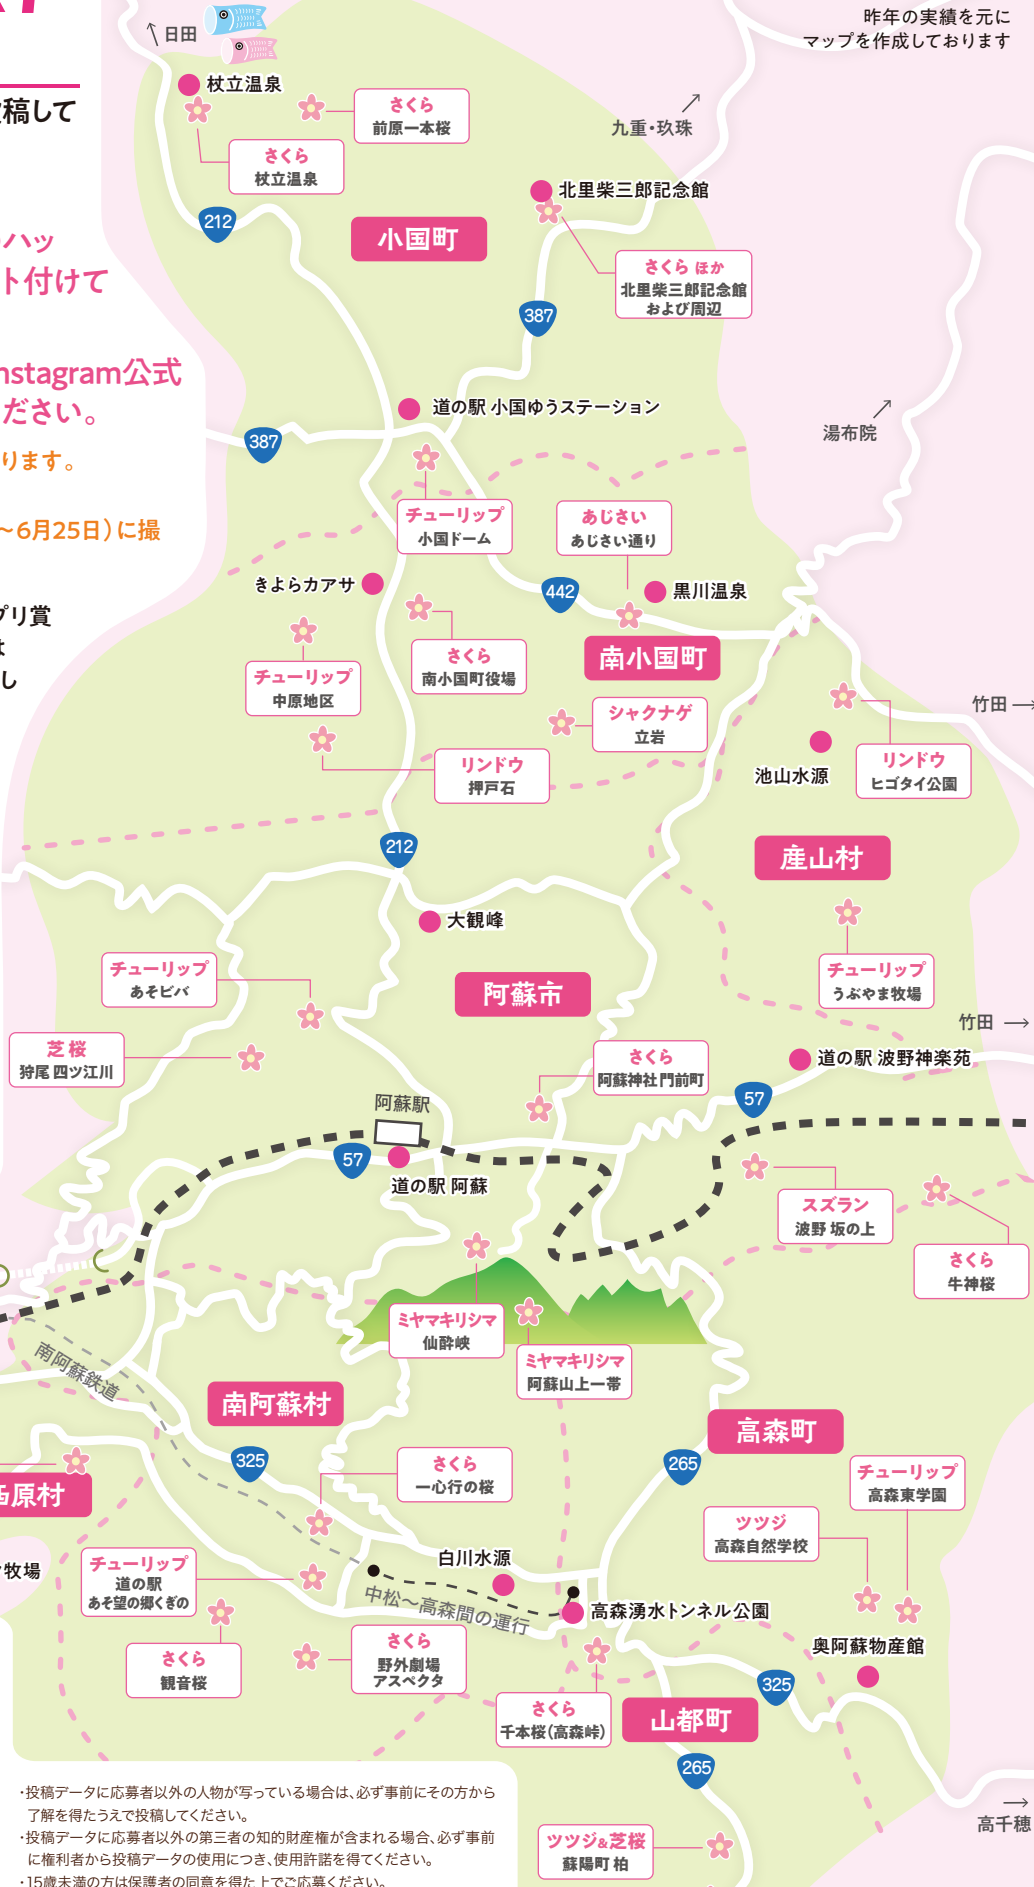 昨年の実績を元に
マップを作成しております
稿して
ハッ
ト付けて
nstagram公式
ださい。
ります。
～6月25日)に撮
プリ賞
は
し
日田
杖立温泉
さくら
前原一本桜
さくら
杖立温泉
九重・玖珠
北里柴三郎記念館
212
小国町
さくら ほか
北里柴三郎記念館
および周辺
387
道の駅 小国ゆうステーション
湯布院
387
チューリップ
小国ドーム
あじさい
あじさい通り
きよらカアサ
442
黒川温泉
さくら
南小国町役場
南小国町
チューリップ
中原地区
シャクナゲ
立岩
竹田
リンドウ
押戸石
池山水源
リンドウ
ヒゴタイ公園
212
産山村
大観峰
チューリップ
あそビバ
阿蘇市
チューリップ
うぶやま牧場
竹田
芝桜
狩尾 四ツ江川
さくら
阿蘇神社門前町
道の駅 波野神楽苑
57
阿蘇駅
57
道の駅 阿蘇
スズラン
波野 坂の上
さくら
牛神桜
ミヤマキリシマ
仙酔峡
ミヤマキリシマ
阿蘇山上一帯
南阿蘇鉄道
南阿蘇村
高森町
325
265
さくら
一心行の桜
チューリップ
高森東学園
原村
ツツジ
高森自然学校
牧場
チューリップ
道の駅
あそ望の郷くぎの
白川水源
中松～高森間の運行
高森湧水トンネル公園
さくら
観音桜
さくら
野外劇場
アスペクタ
奥阿蘇物産館
さくら
千本桜(高森峠)
山都町
325
265
高千穂
ツツジ&芝桜
蘇陽町 柏
・投稿データに応募者以外の人物が写っている場合は、必ず事前にその方から
了解を得たうえで投稿してください。
・投稿データに応募者以外の第三者の知的財産権が含まれる場合、必ず事前
に権利者から投稿データの使用につき、使用許諾を得てください。
・15歳未満の方は保護者の同意を得た上でご応募ください。